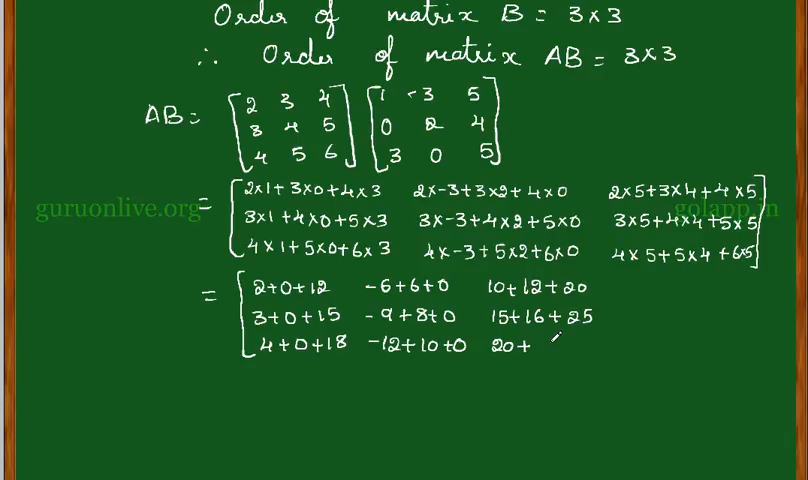 Order of matrix B = 3×3
∴ Order of matrix AB = 3×3
AB = [2 3 4] [1 -3 5]
[3 4 5] [0 2 4]
[4 5 6] [3 0 5]
= [2×1+3×0+4×3 2×-3+3×2+4×0 2×5+3×4+4×5]
guruonlive.org golapp.in
3×1+4×0+5×3 3×-3+4×2+5×0 3×5+4×4+5×5
4×1+5×0+6×3 4×-3+5×2+6×0 4×5+5×4+6×5
= [2+0+12 -6+6+0 10+12+20
3+0+15 -9+8+0 15+16+25
4+0+18 -12+10+0 20+